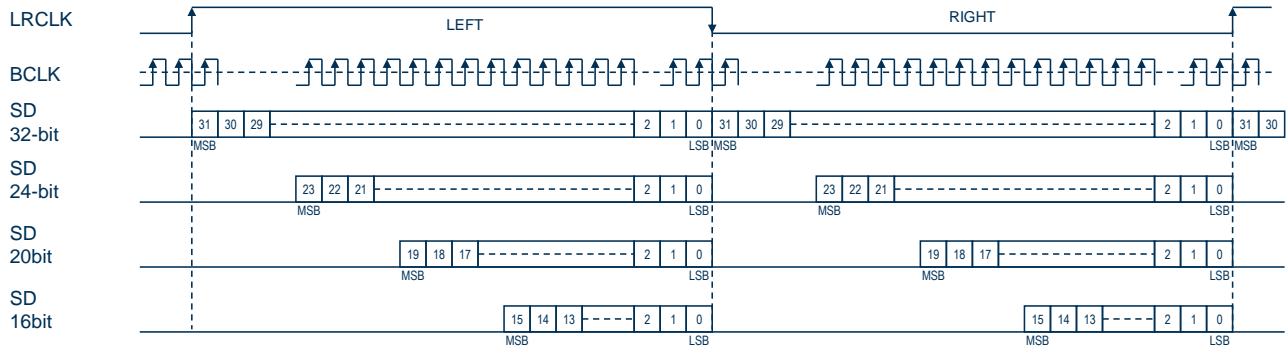 LRCLK
LEFT
RIGHT
BCLK
SD
32-bit
31 30 29 2 1 0 31 30 29 2 1 0 31 30
MSB LSB MSB LSB MSB
SD
24-bit
23 22 21 2 1 0 23 22 21 2 1 0
MSB LSB MSB LSB
SD
20bit
19 18 17 2 1 0 19 18 17 2 1 0
MSB LSB MSB LSB
SD
16bit
15 14 13 2 1 0 15 14 13 2 1 0
MSB LSB MSB LSB